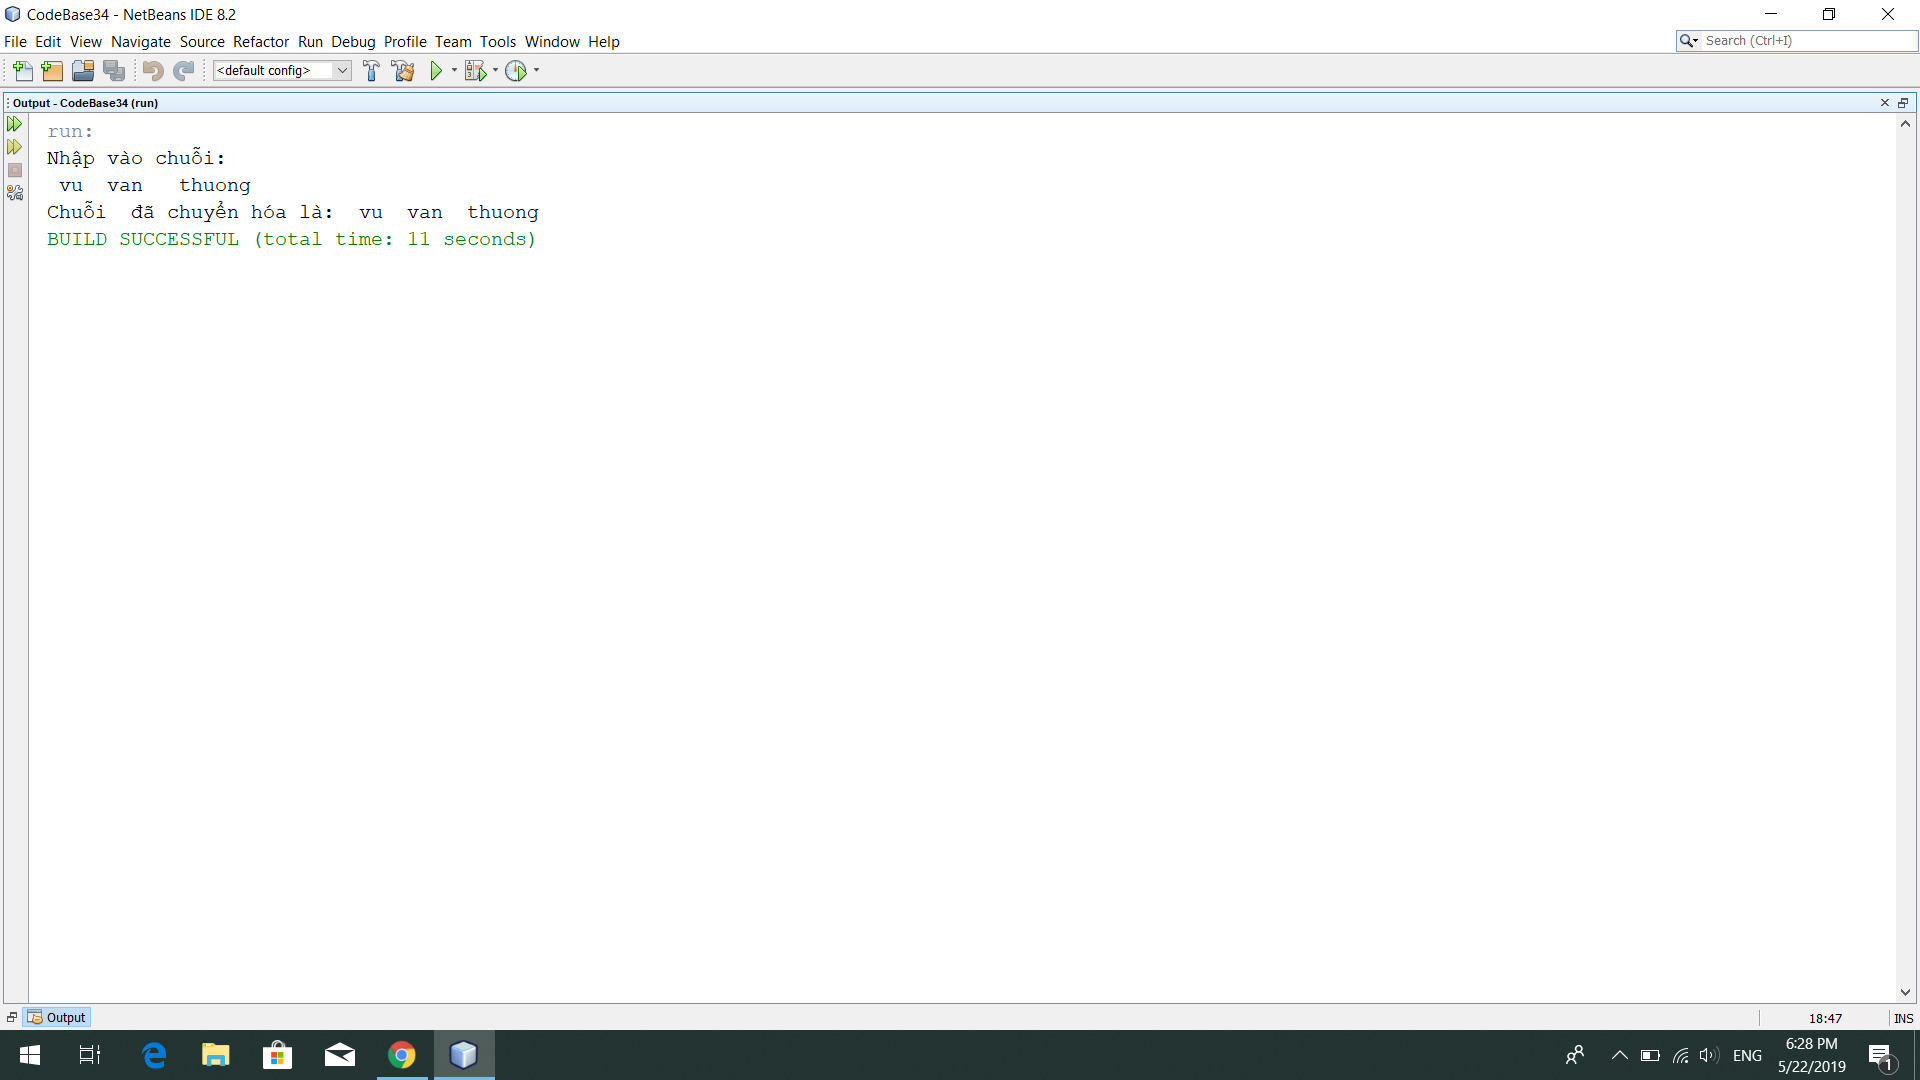 CodeBase34 - NetBeans IDE 8.2
File Edit View Navigate Source Refactor Run Debug Profile Team Tools Window Help
Search (Ctrl+I)
<default config>
Output - CodeBase34 (run)
run:
Nhập vào chuỗi:
 vu  van   thuong
Chuỗi  đã chuyển hóa là:  vu  van  thuong
BUILD SUCCESSFUL (total time: 11 seconds)
Output
18:47
INS
ENG
6:28 PM
5/22/2019
1